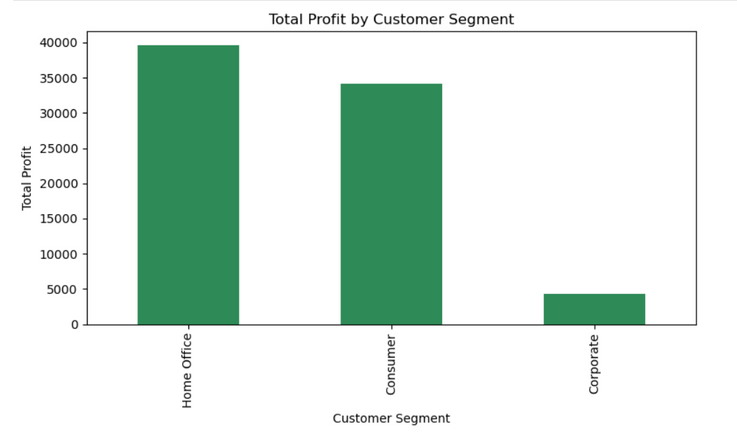 Total Profit by Customer Segment
Total Profit
40000
35000
30000
25000
20000
15000
10000
5000
0
Home Office
Consumer
Corporate
Customer Segment